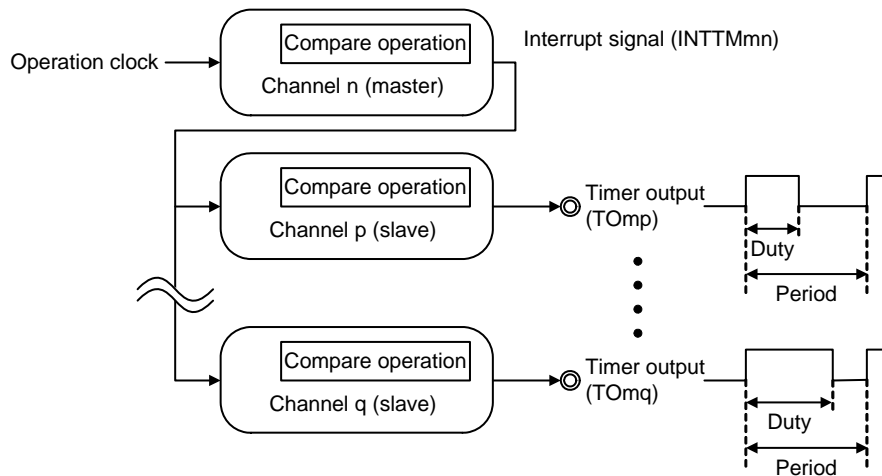 Compare operation
Interrupt signal (INTTMmn)
Operation clock
Channel n (master)
Compare operation
Timer output
(TOmp)
Channel p (slave)
Duty
Period
Compare operation
Timer output
(TOmq)
Channel q (slave)
Duty
Period